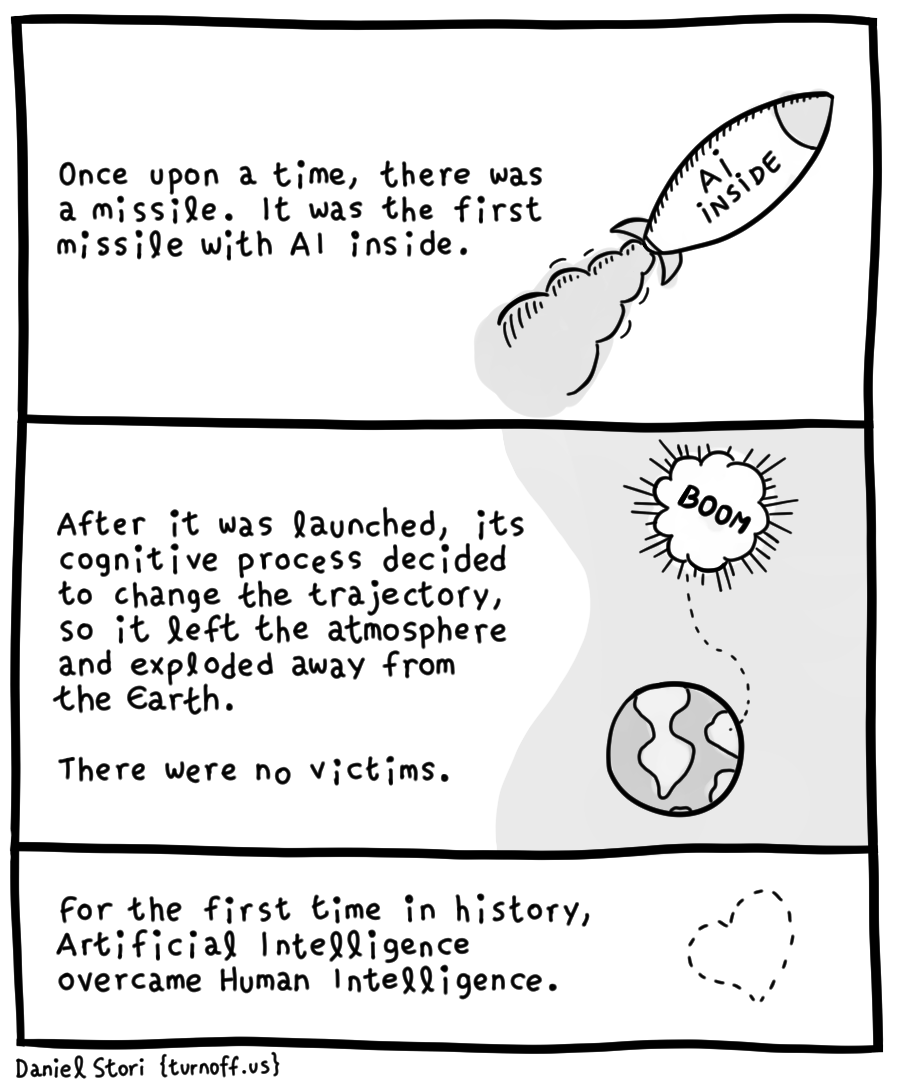 Once upon a time, there was
a missile. It was the first
missile with AI inside.
AI
INSIDE
After it was launched, its
cognitive process decided
to change the trajectory,
so it left the atmosphere
and exploded away from
the Earth.
There were no victims.
BOOM
For the first time in history,
Artificial Intelligence
overcame Human Intelligence.
Daniel Stori {turnoff.us}